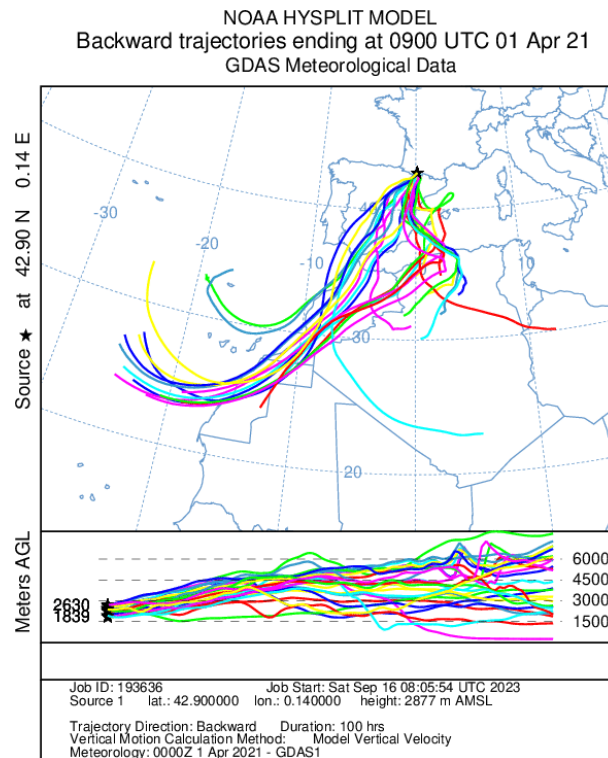 NOAA HYSPLIT MODEL
Backward trajectories ending at 0900 UTC 01 Apr 21
GDAS Meteorological Data
Source ★ at 42.90 N 0.14 E
-30
-20
-10
40
10
30
20
Meters AGL
2630
1839
6000
4500
3000
1500
Job ID: 193636 Job Start: Sat Sep 16 08:05:54 UTC 2023
Source 1 lat.: 42.900000 lon.: 0.140000 height: 2877 m AMSL
Trajectory Direction: Backward Duration: 100 hrs
Vertical Motion Calculation Method: Model Vertical Velocity
Meteorology: 0000Z 1 Apr 2021 - GDAS1